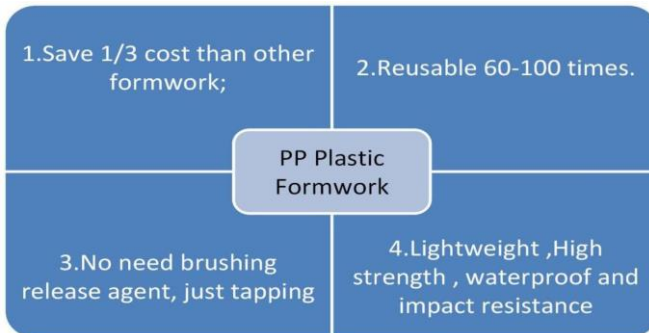 1.Save 1/3 cost than other
formwork;
2.Reusable 60-100 times.
PP Plastic
Formwork
3.No need brushing
release agent, just tapping
4.Lightweight ,High
strength , waterproof and
impact resistance